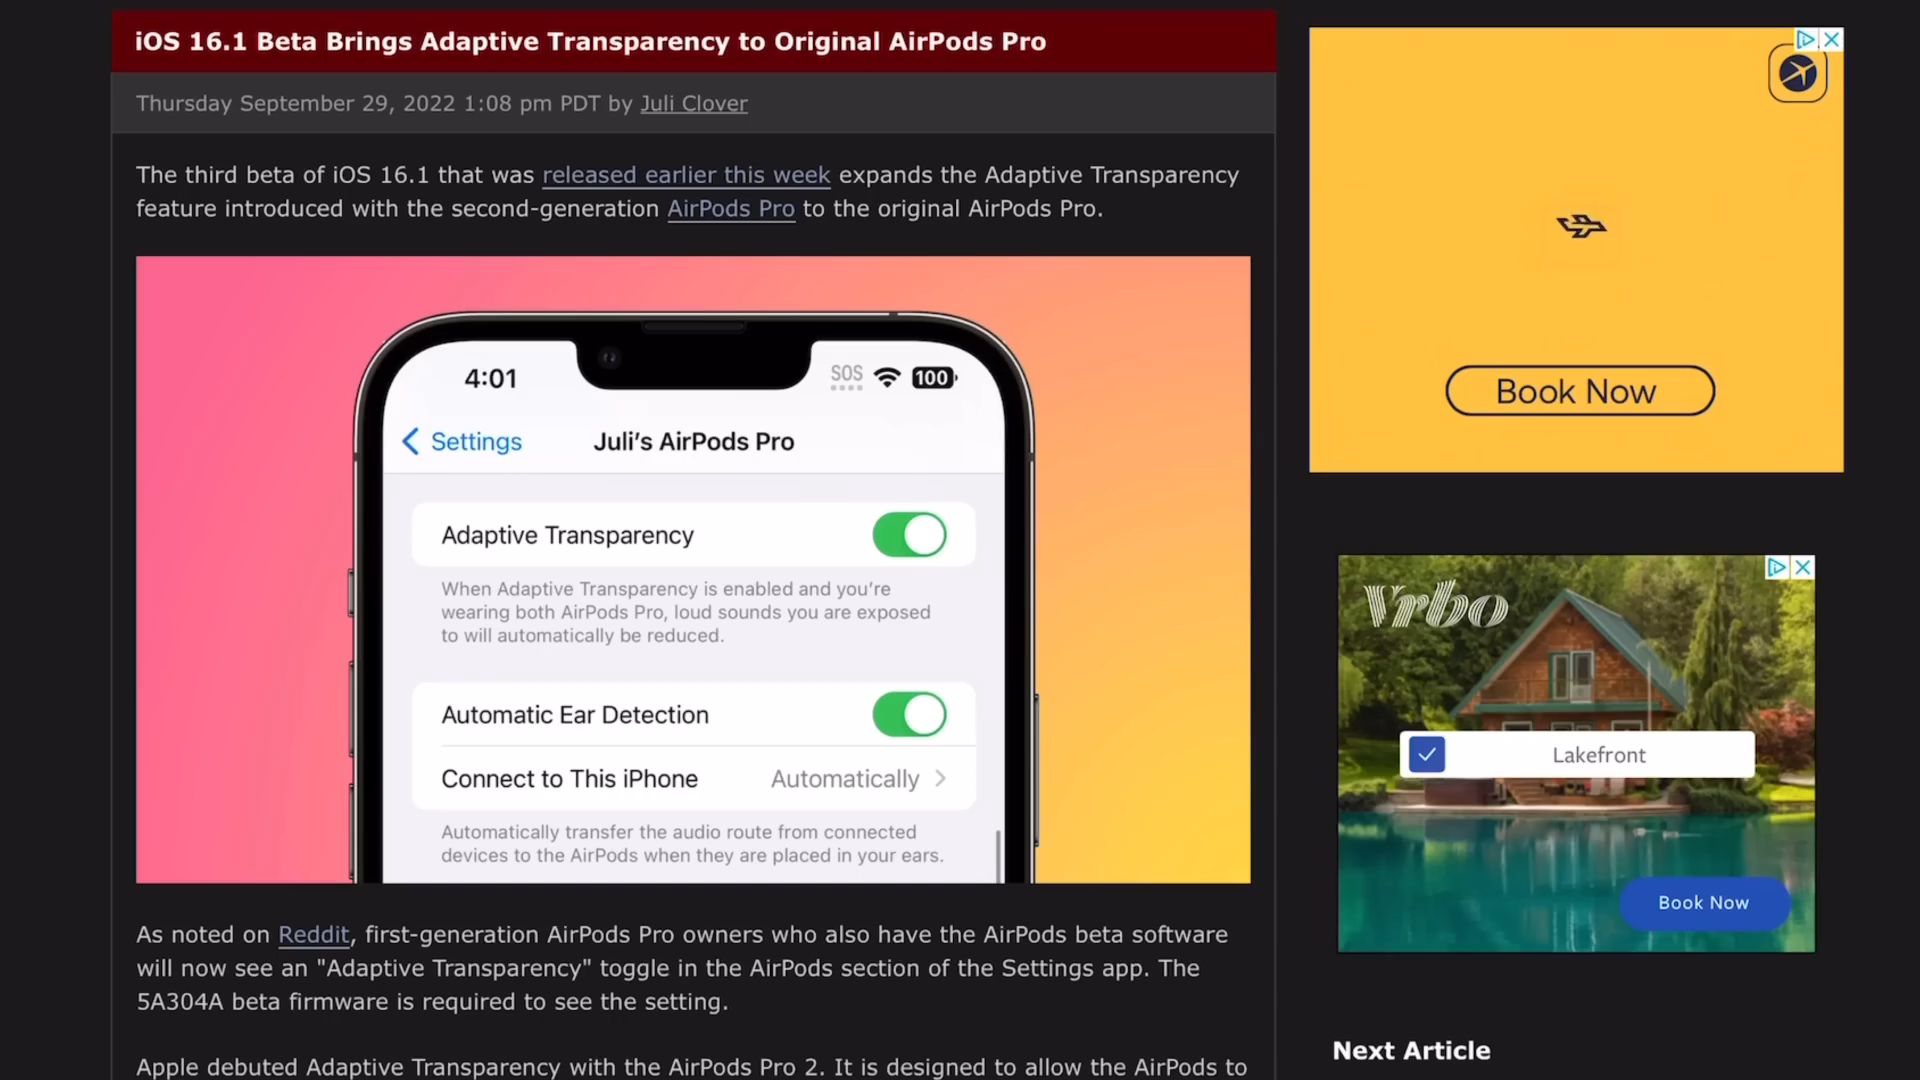 iOS 16.1 Beta Brings Adaptive Transparency to Original AirPods Pro
Thursday September 29, 2022 1:08 pm PDT by Juli Clover
The third beta of iOS 16.1 that was released earlier this week expands the Adaptive Transparency
feature introduced with the second-generation AirPods Pro to the original AirPods Pro.
4:01
SOS
100
Settings
Juli's AirPods Pro
Adaptive Transparency
When Adaptive Transparency is enabled and you're
wearing both AirPods Pro, loud sounds you are exposed
to will automatically be reduced.
Automatic Ear Detection
Connect to This iPhone Automatically
Automatically transfer the audio route from connected
devices to the AirPods when they are placed in your ears.
As noted on Reddit, first-generation AirPods Pro owners who also have the AirPods beta software
will now see an "Adaptive Transparency" toggle in the AirPods section of the Settings app. The
5A304A beta firmware is required to see the setting.
Apple debuted Adaptive Transparency with the AirPods Pro 2. It is designed to allow the AirPods to
Book Now
Vrbo
Lakefront
Book Now
Next Article